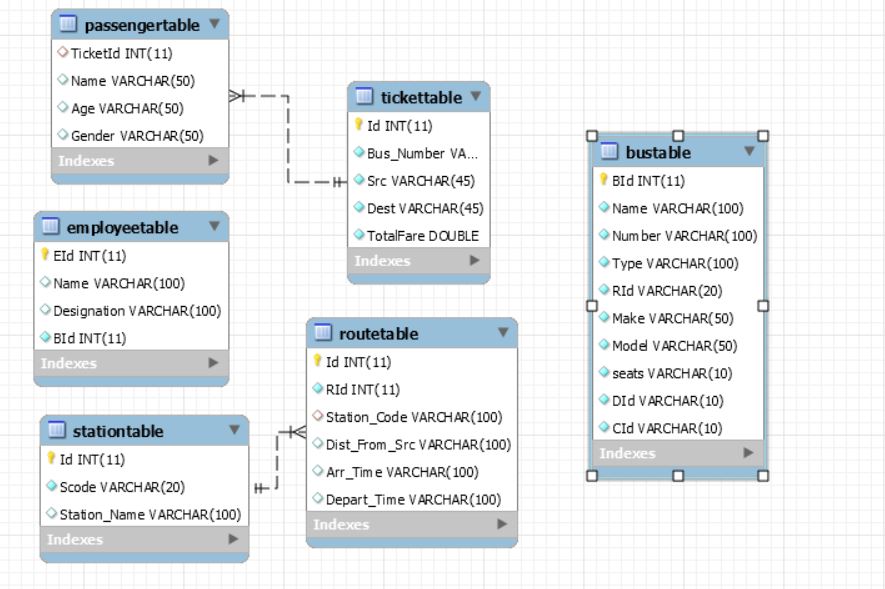 passengertable
TicketId INT(11)
Name VARCHAR(50)
Age VARCHAR(50)
Gender VARCHAR(50)
Indexes
tickettable
Id INT(11)
Bus_Number VA...
Src VARCHAR(45)
Dest VARCHAR(45)
TotalFare DOUBLE
Indexes
bustable
BId INT(11)
Name VARCHAR(100)
Number VARCHAR(100)
Type VARCHAR(100)
RId VARCHAR(20)
Make VARCHAR(50)
Model VARCHAR(50)
seats VARCHAR(10)
DId VARCHAR(10)
CId VARCHAR(10)
Indexes
employeetable
EId INT(11)
Name VARCHAR(100)
Designation VARCHAR(100)
BId INT(11)
Indexes
routetable
Id INT(11)
RId INT(11)
Station_Code VARCHAR(100)
Dist_From_Src VARCHAR(100)
Arr_Time VARCHAR(100)
Depart_Time VARCHAR(100)
Indexes
stationtable
Id INT(11)
Scode VARCHAR(20)
Station_Name VARCHAR(100)
Indexes